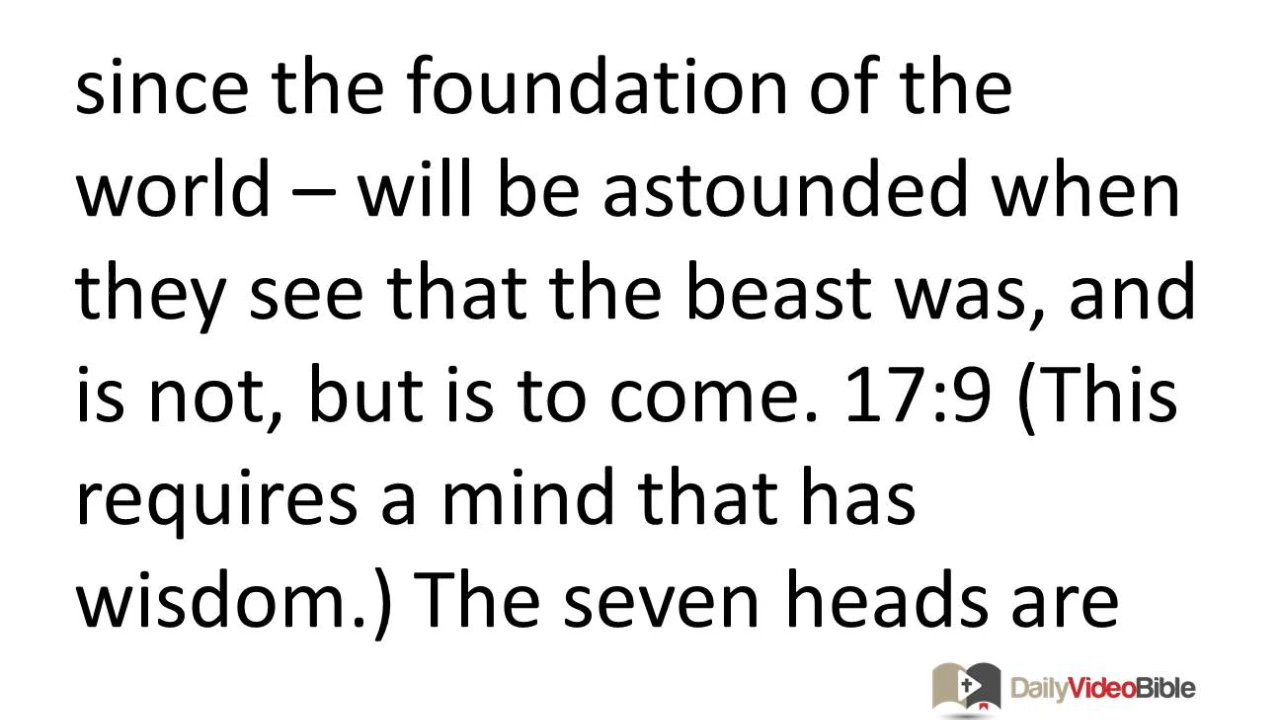 since the foundation of the
world – will be astounded when
they see that the beast was, and
is not, but is to come. 17:9 (This
requires a mind that has
wisdom.) The seven heads are
DailyVideoBible